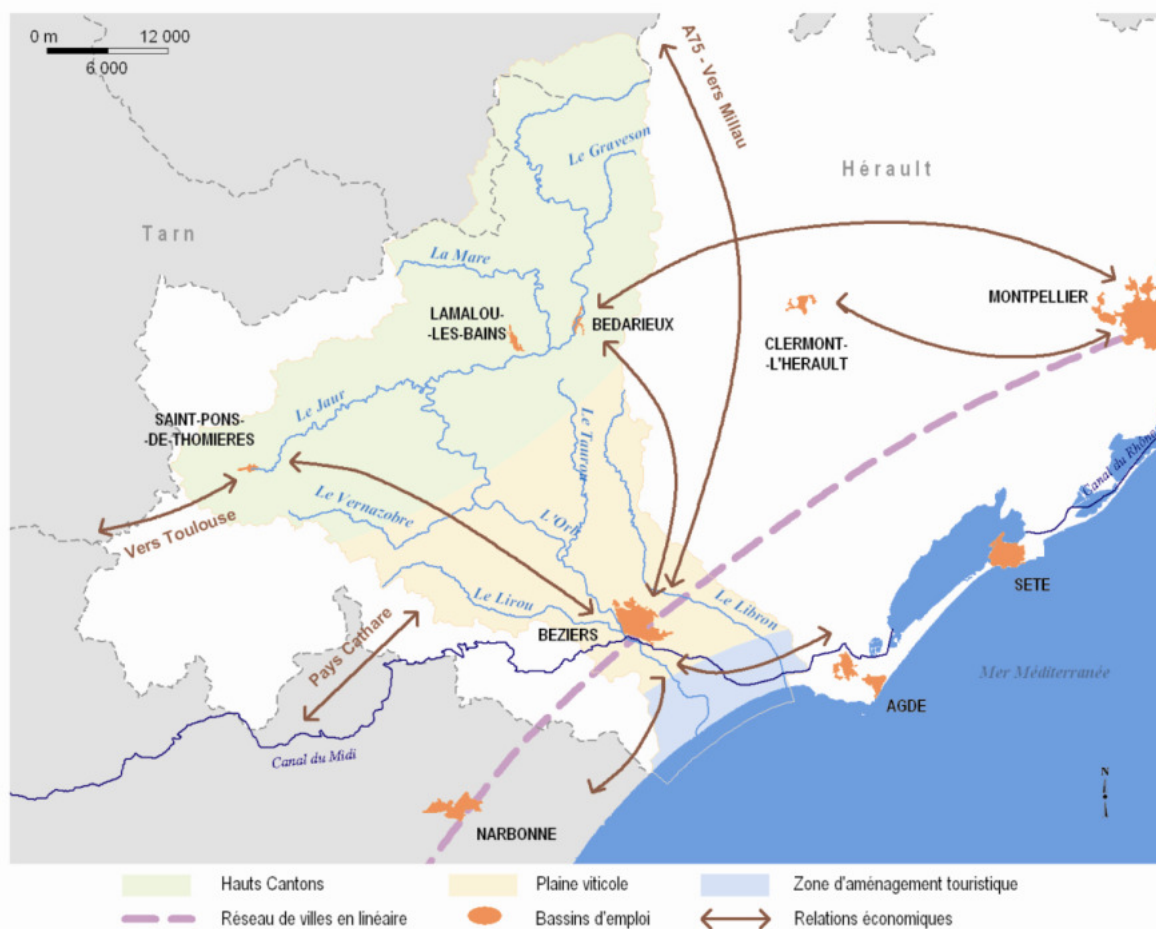 0 m 12 000
6 000
A75 - Vers Millau
Le Graveson
Hérault
Tarn
La Mare
MONTPELLIER
LAMALOU-
-LES-BAINS
BEDARIEUX
CLERMONT-
-L'HERAULT
Le Jaur
SAINT-PONS-
-DE-THOMIERES
Le Tauron
Canal du Rhône
Le Vernazobre
L'Orb
Vers Toulouse
SETE
Le Lirou
Le Libron
BEZIERS
Pays Cathare
Mer Méditerranée
AGDE
Canal du Midi
N
NARBONNE
Hauts Cantons
Plaine viticole
Zone d'aménagement touristique
Réseau de villes en linéaire
Bassins d'emploi
Relations économiques